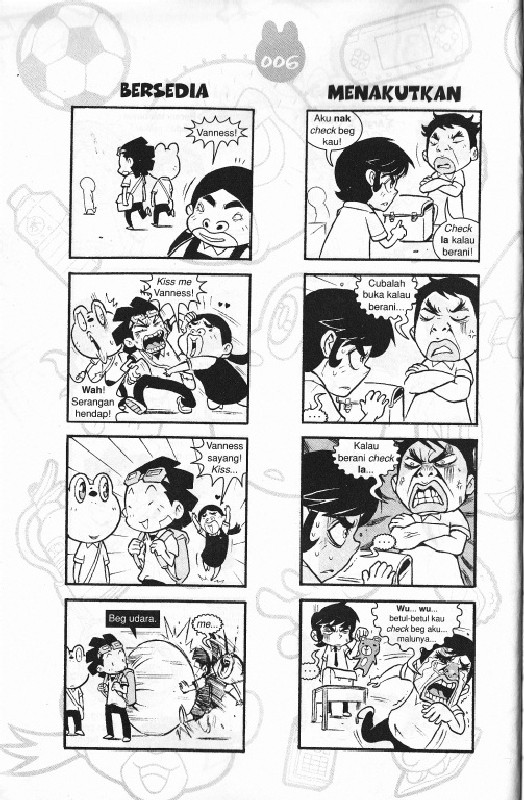 006
BERSEDIA
Vanness!
Kiss me
Vanness!
Wah!
Serangan
hendap!
Vanness
sayang!
Kiss...
Beg udara.
me...
MENAKUTKAN
Aku nak
check beg
kau!
Check
la kalau
berani!
Cubalah
buka kalau
berani...
...
Kalau
berani check
la...
...
Wu... wu...
betul-betul kau
check beg aku...
malunya...
...